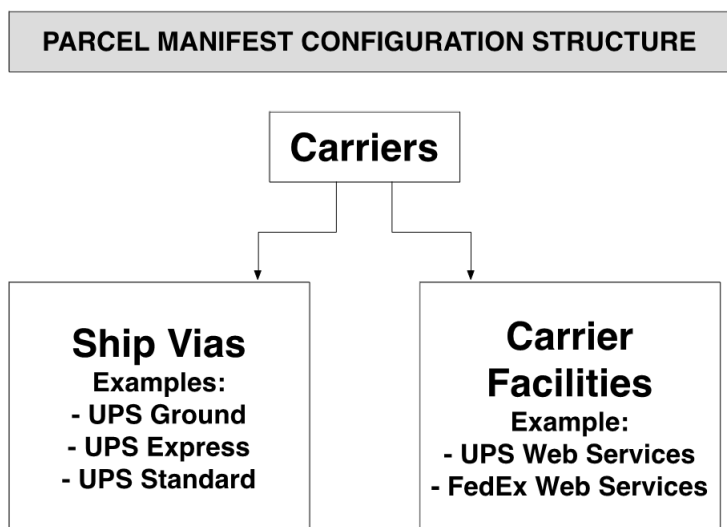 PARCEL MANIFEST CONFIGURATION STRUCTURE
Carriers
Ship Vias
Examples:
- UPS Ground
- UPS Express
- UPS Standard
Carrier
Facilities
Example:
- UPS Web Services
- FedEx Web Services